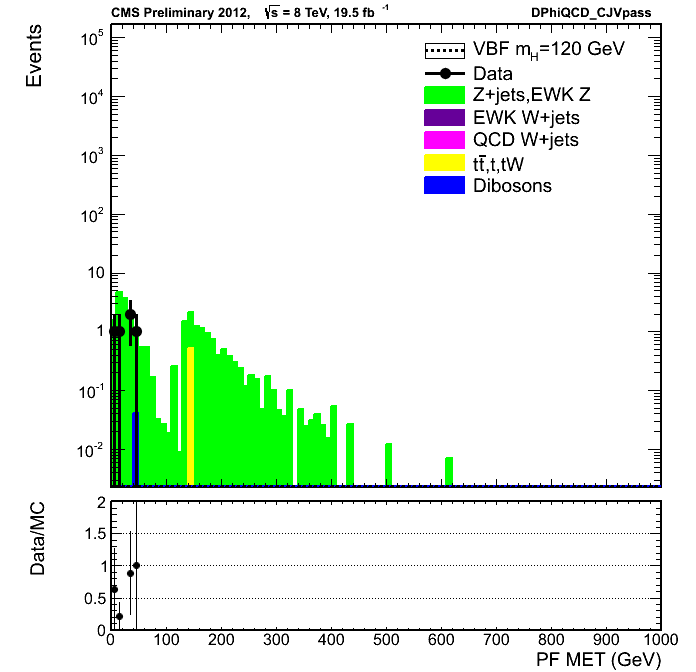 CMS Preliminary 2012, √s = 8 TeV, 19.5 fb⁻¹ DPhiQCD_CJVpass
Events
10⁵
10⁴
10³
10²
10
1
10⁻¹
10⁻²
VBF m_H=120 GeV
Data
Z+jets,EWK Z
EWK W+jets
QCD W+jets
tt̄,t,tW
Dibosons
Data/MC
2
1.5
1
0.5
0
0 100 200 300 400 500 600 700 800 900 1000
PF MET (GeV)